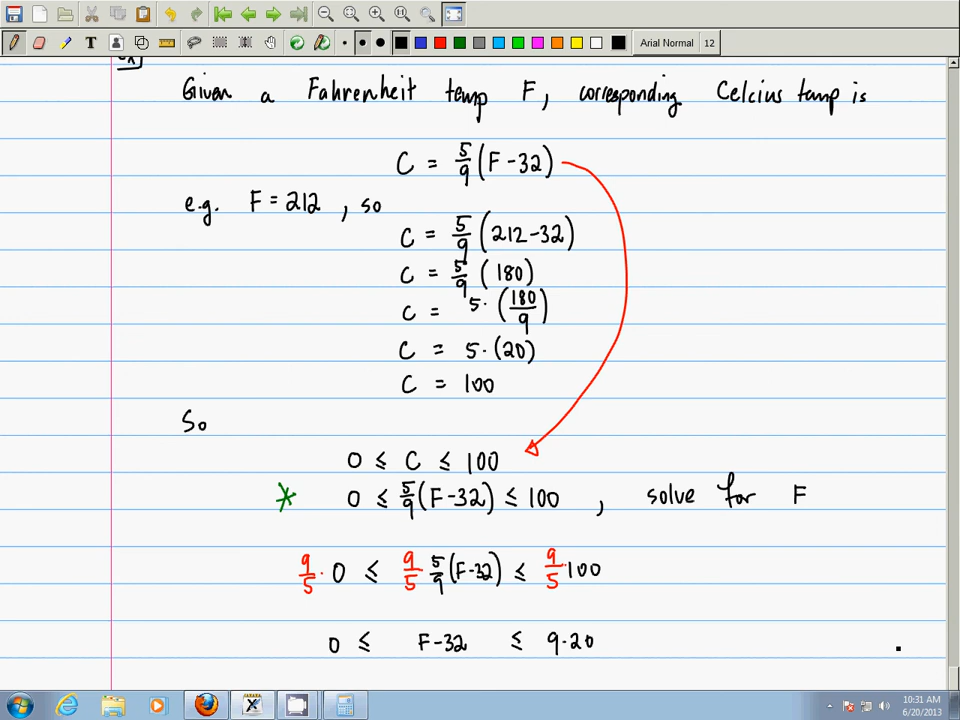 T
Arial Normal 12
ex)
Given a Fahrenheit temp F, corresponding Celcius temp is
C = 5/9 (F-32)
e.g. F = 212 , so
C = 5/9 (212-32)
C = 5/9 (180)
C = 5· (180/9)
C = 5·(20)
C = 100
So
0 ≤ C ≤ 100
* 0 ≤ 5/9 (F-32) ≤ 100 , solve for F
9/5 · 0 ≤ 9/5 5/9 (F-32) ≤ 9/5 · 100
0 ≤ F-32 ≤ 9·20
10:31 AM
6/20/2013